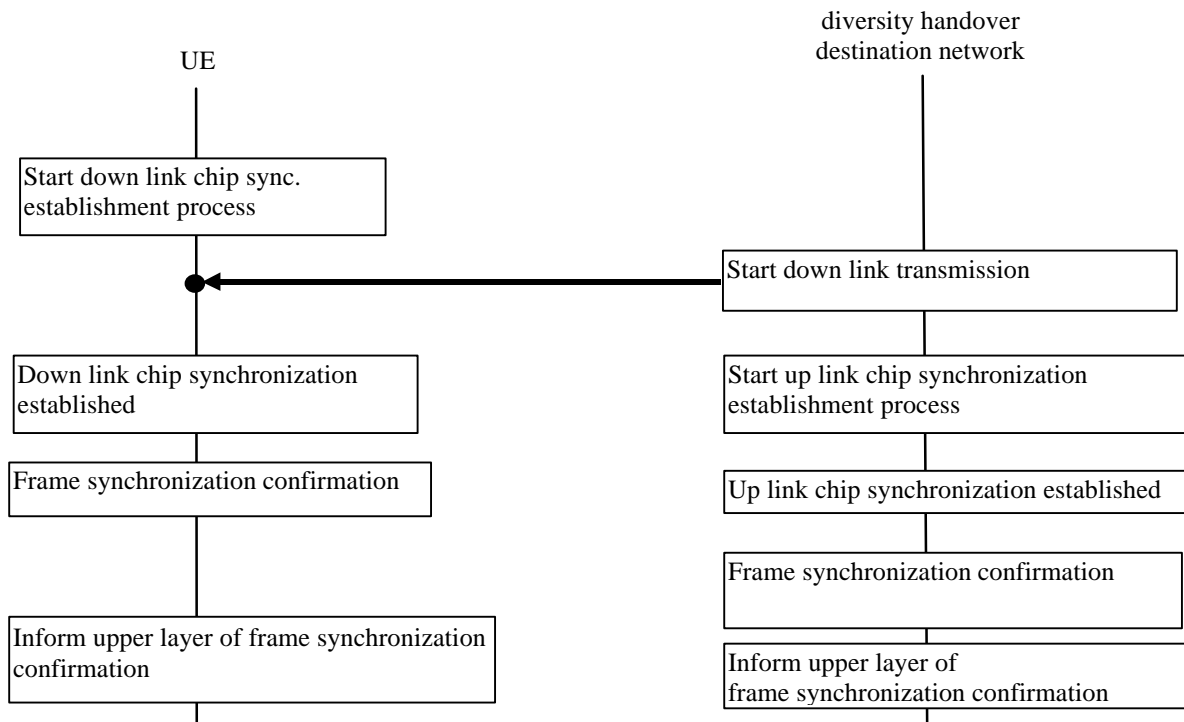 diversity handover
destination network
UE
Start down link chip sync.
establishment process
Start down link transmission
Down link chip synchronization
established
Start up link chip synchronization
establishment process
Frame synchronization confirmation
Up link chip synchronization established
Frame synchronization confirmation
Inform upper layer of frame synchronization
confirmation
Inform upper layer of
frame synchronization confirmation